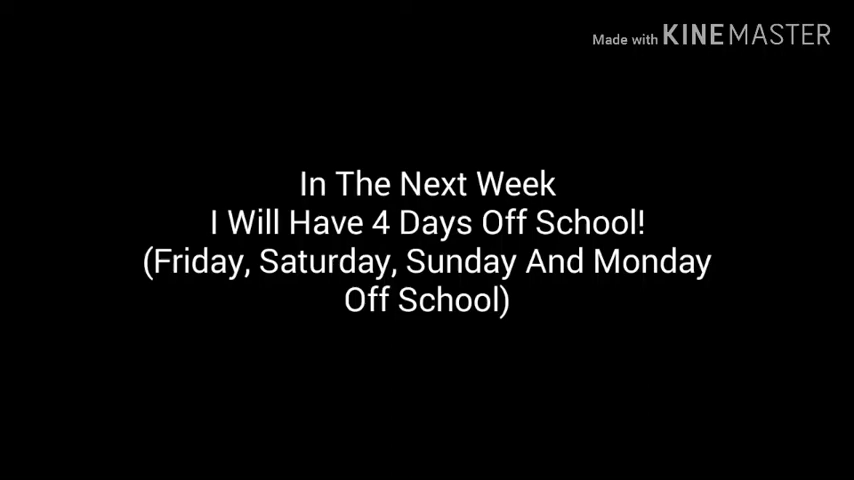 Made with KINEMASTER
In The Next Week
I Will Have 4 Days Off School!
(Friday, Saturday, Sunday And Monday
Off School)